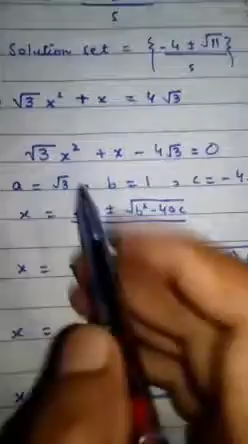 5
Solution set = { -4 ± √11 / 5 }
√3 x² + x = 4√3
√3 x² + x - 4√3 = 0
a = √3, b = 1, c = -4
x = ± √b² - 4ac
x =
x =
x